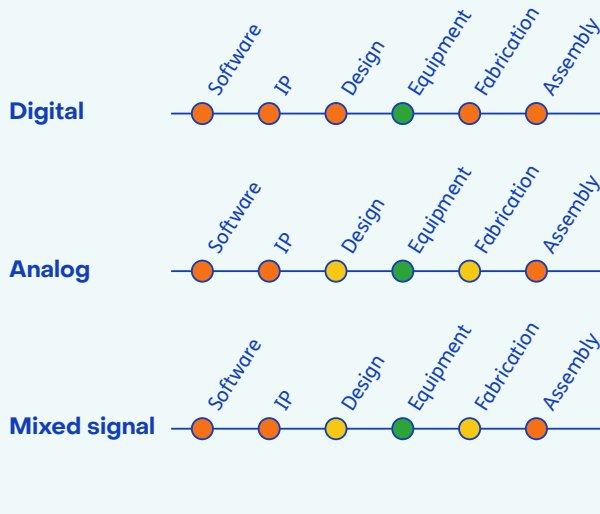 Digital
Software
IP
Design
Equipment
Fabrication
Assembly
Analog
Software
IP
Design
Equipment
Fabrication
Assembly
Mixed signal
Software
IP
Design
Equipment
Fabrication
Assembly